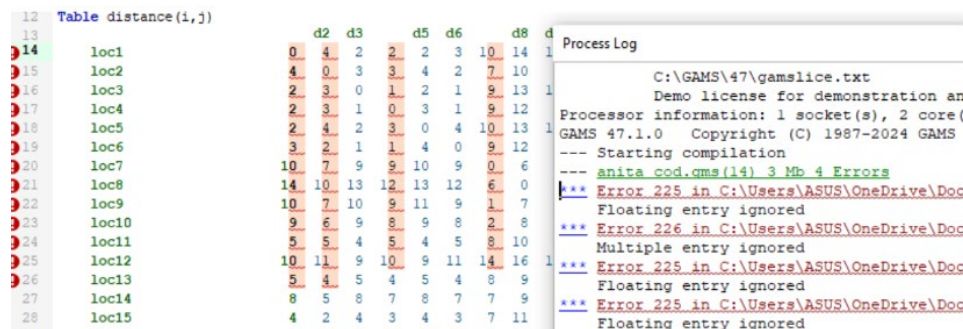 12 Table distance(i,j)
13 d2 d3 d5 d6 d8 d
14 loc1 0 4 2 2 2 3 10 14 1
15 loc2 4 0 3 3 4 2 7 10
16 loc3 2 3 0 1 2 1 9 13 1
17 loc4 2 3 1 0 3 1 9 12
18 loc5 2 4 2 3 0 4 10 13 1
19 loc6 3 2 1 1 4 0 9 12
20 loc7 10 7 9 9 10 9 0 6
21 loc8 14 10 13 12 13 12 6 0
22 loc9 10 7 10 9 11 9 1 7
23 loc10 9 6 9 8 9 8 2 8
24 loc11 5 5 4 5 4 5 8 10
25 loc12 10 11 9 10 9 11 14 16 1
26 loc13 5 4 5 4 5 4 8 9
27 loc14 8 5 8 7 8 7 7 9
28 loc15 4 2 4 3 4 3 7 11
Process Log
C:\GAMS\47\gamslice.txt
Demo license for demonstration an
Processor information: 1 socket(s), 2 core(
GAMS 47.1.0 Copyright (C) 1987-2024 GAMS
--- Starting compilation
--- anita cod.gms(14) 3 Mb 4 Errors
*** Error 225 in C:\Users\ASUS\OneDrive\Doc
Floating entry ignored
*** Error 226 in C:\Users\ASUS\OneDrive\Doc
Multiple entry ignored
*** Error 225 in C:\Users\ASUS\OneDrive\Doc
Floating entry ignored
*** Error 225 in C:\Users\ASUS\OneDrive\Doc
Floating entry ignored